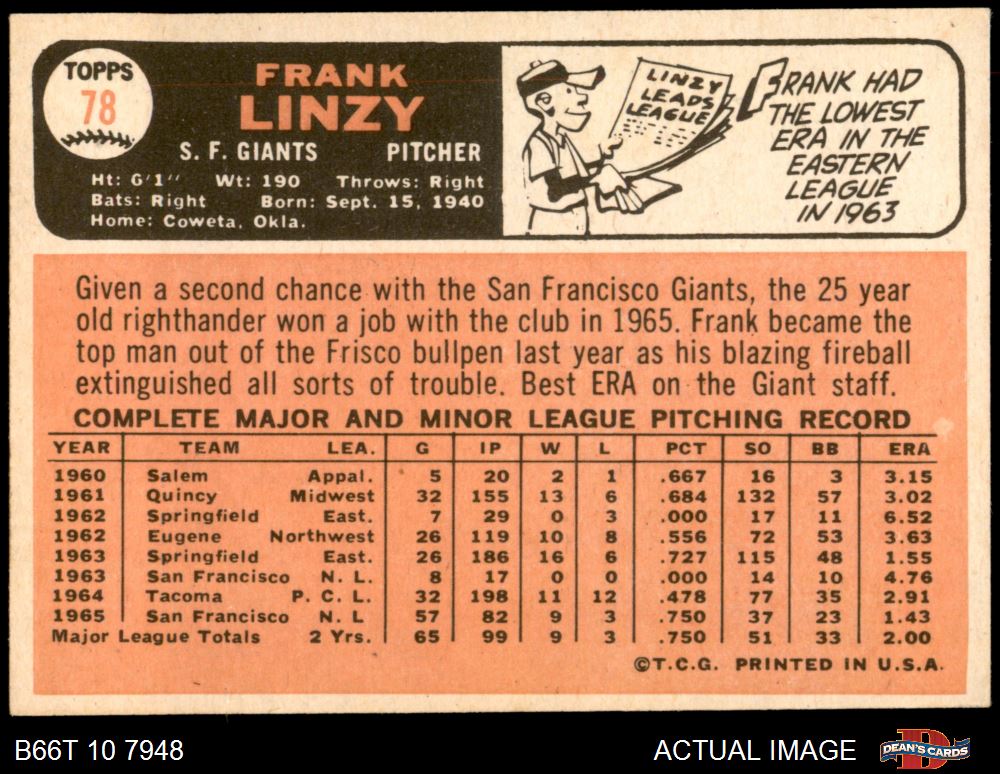 TOPPS
78
FRANK
LINZY
S. F. GIANTS PITCHER
Ht: 6'1" Wt: 190 Throws: Right
Bats: Right Born: Sept. 15, 1940
Home: Coweta, Okla.
LINZY
LEADS
LEAGUE
FRANK HAD
THE LOWEST
ERA IN THE
EASTERN
LEAGUE
IN 1963
Given a second chance with the San Francisco Giants, the 25 year
old righthander won a job with the club in 1965. Frank became the
top man out of the Frisco bullpen last year as his blazing fireball
extinguished all sorts of trouble. Best ERA on the Giant staff.
COMPLETE MAJOR AND MINOR LEAGUE PITCHING RECORD
YEAR TEAM LEA. G IP W L PCT SO BB ERA
1960 Salem Appal. 5 20 2 1 .667 16 3 3.15
1961 Quincy Midwest 32 155 13 6 .684 132 57 3.02
1962 Springfield East. 7 29 0 3 .000 17 11 6.52
1962 Eugene Northwest 26 119 10 8 .556 72 53 3.63
1963 Springfield East. 26 186 16 6 .727 115 48 1.55
1963 San Francisco N. L. 8 17 0 0 .000 14 10 4.76
1964 Tacoma P. C. L. 32 198 11 12 .478 77 35 2.91
1965 San Francisco N. L 57 82 9 3 .750 37 23 1.43
Major League Totals 2 Yrs. 65 99 9 3 .750 51 33 2.00
©T.C.G. PRINTED IN U.S.A.
B66T 10 7948 ACTUAL IMAGE
DEAN'S CARDS